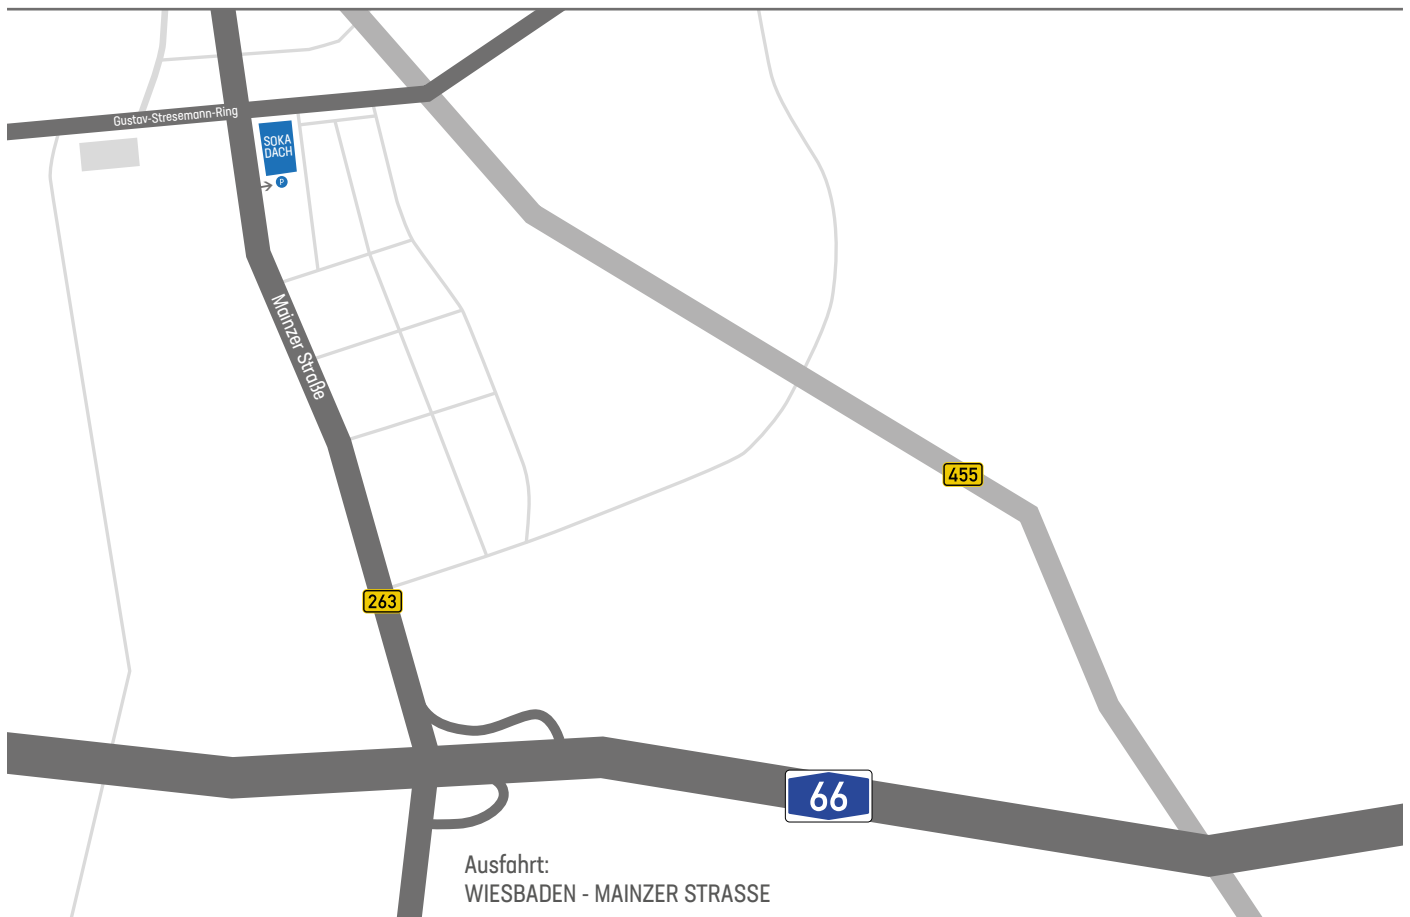 Gustav-Stresemann-Ring
SOKA
DACH
P
Mainzer Straße
455
263
66
Ausfahrt:
WIESBADEN - MAINZER STRASSE